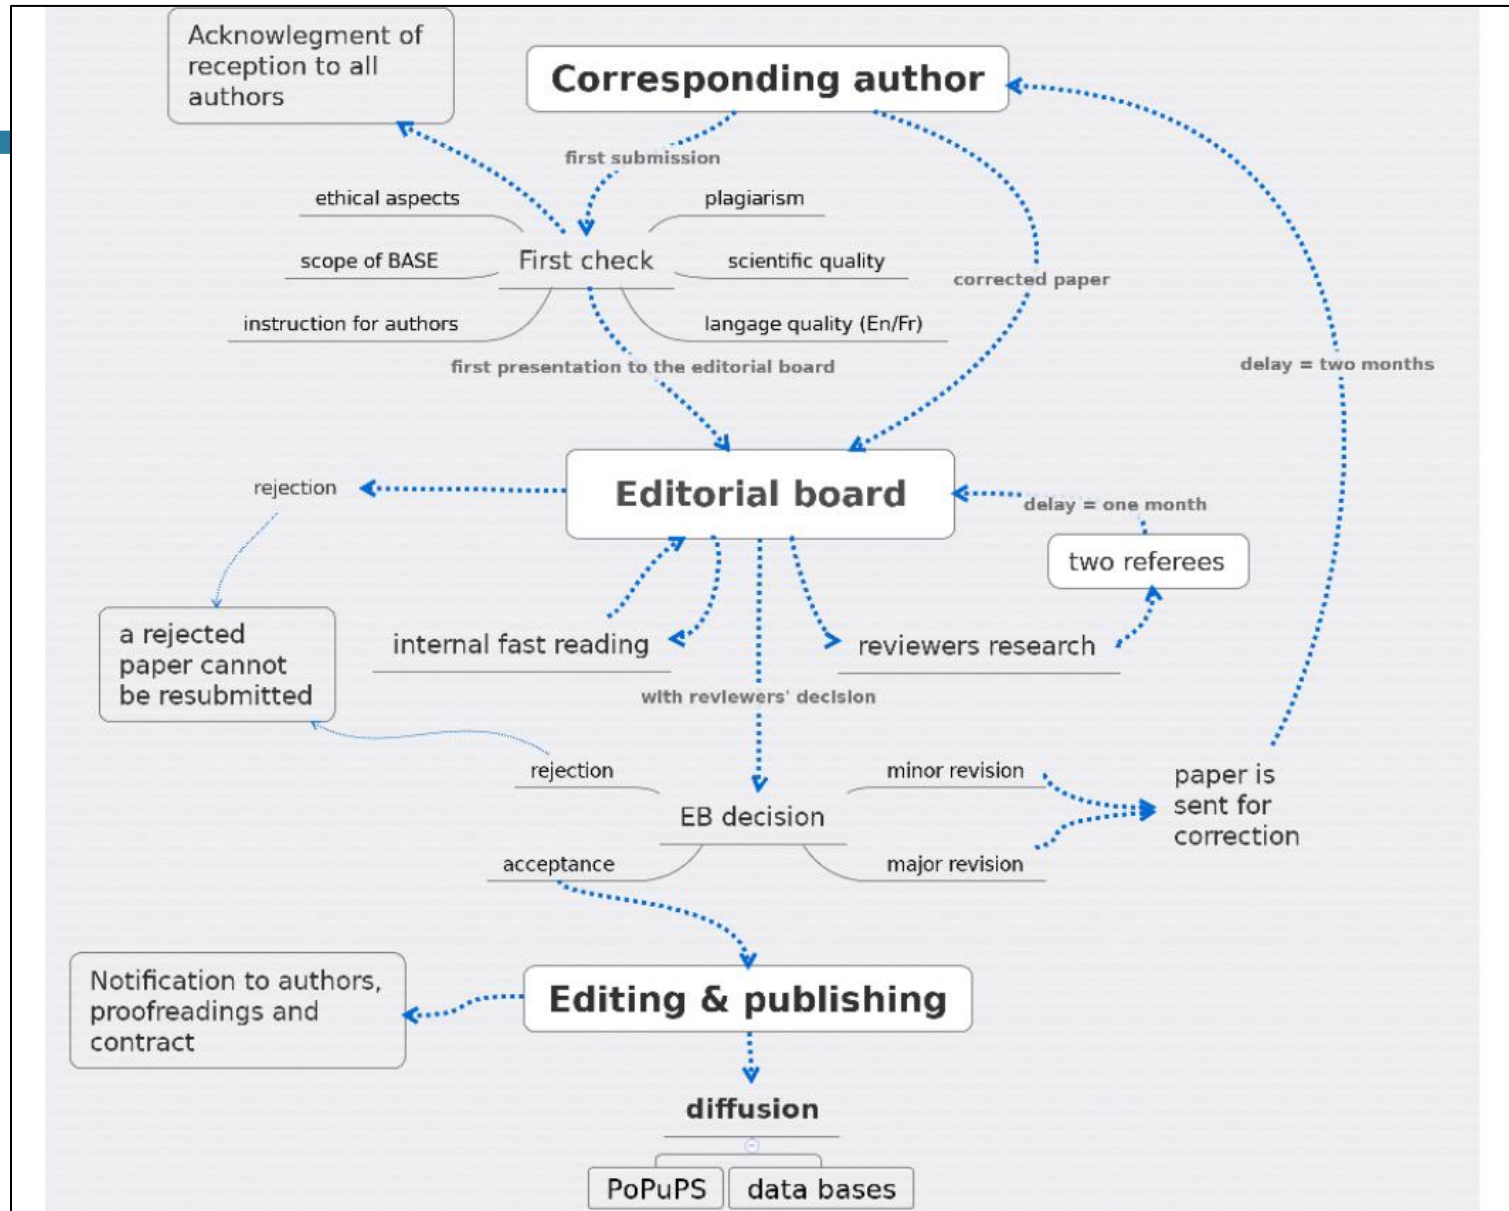 Acknowlegment of
reception to all
authors
Corresponding author
first submission
ethical aspects
plagiarism
scope of BASE
First check
scientific quality
corrected paper
instruction for authors
langage quality (En/Fr)
first presentation to the editorial board
delay = two months
rejection
Editorial board
delay = one month
two referees
a rejected
paper cannot
be resubmitted
internal fast reading
reviewers research
with reviewers' decision
rejection
minor revision
EB decision
paper is
sent for
correction
acceptance
major revision
Notification to authors,
proofreadings and
contract
Editing & publishing
diffusion
PoPuPS
data bases